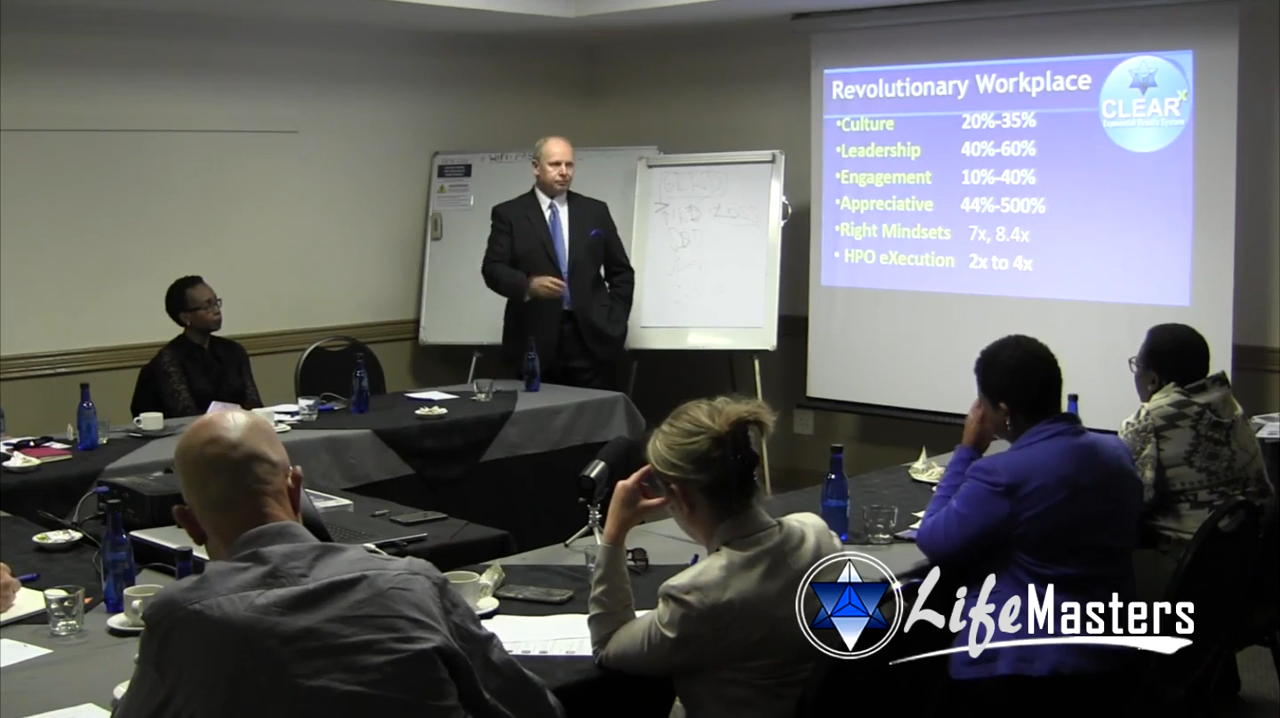 Revolutionary Workplace
CLEARx
•Culture 20%-35%
•Leadership 40%-60%
•Engagement 10%-40%
•Appreciative 44%-500%
•Right Mindsets 7x, 8.4x
• HPO eXecution 2x to 4x
LifeMasters